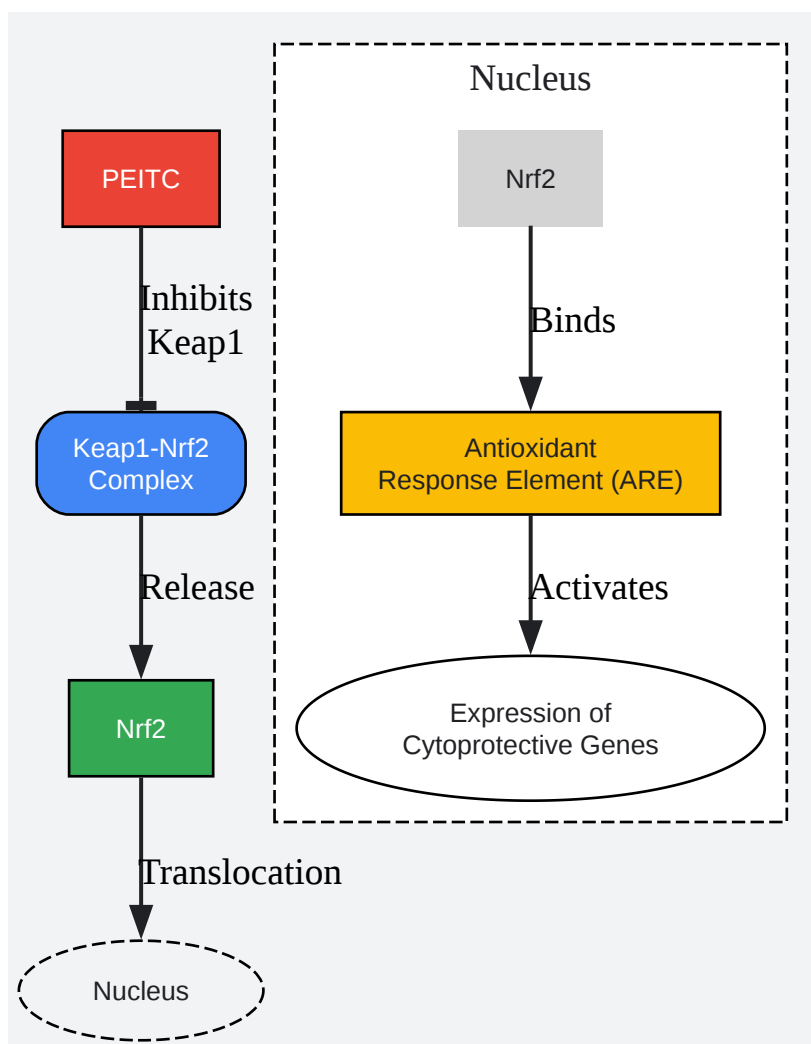 PEITC
Inhibits
Keap1
Keap1-Nrf2
Complex
Release
Nrf2
Translocation
Nucleus
Nucleus
Nrf2
Binds
Antioxidant
Response Element (ARE)
Activates
Expression of
Cytoprotective Genes